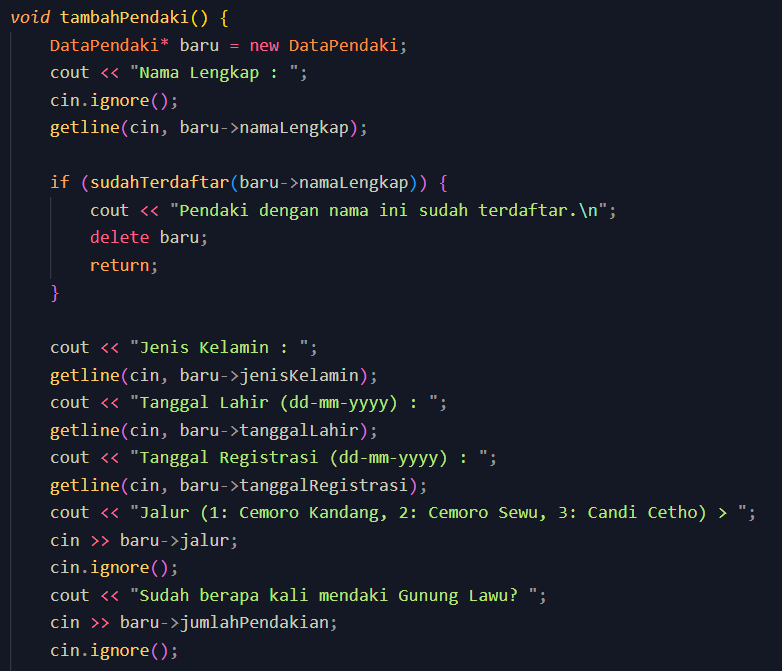 void tambahPendaki() {
DataPendaki* baru = new DataPendaki;
cout << "Nama Lengkap : ";
cin.ignore();
getline(cin, baru->namaLengkap);
if (sudahTerdaftar(baru->namaLengkap)) {
cout << "Pendaki dengan nama ini sudah terdaftar.\n";
delete baru;
return;
}
cout << "Jenis Kelamin : ";
getline(cin, baru->jenisKelamin);
cout << "Tanggal Lahir (dd-mm-yyyy) : ";
getline(cin, baru->tanggalLahir);
cout << "Tanggal Registrasi (dd-mm-yyyy) : ";
getline(cin, baru->tanggalRegistrasi);
cout << "Jalur (1: Cemoro Kandang, 2: Cemoro Sewu, 3: Candi Cetho) > ";
cin >> baru->jalur;
cin.ignore();
cout << "Sudah berapa kali mendaki Gunung Lawu? ";
cin >> baru->jumlahPendakian;
cin.ignore();